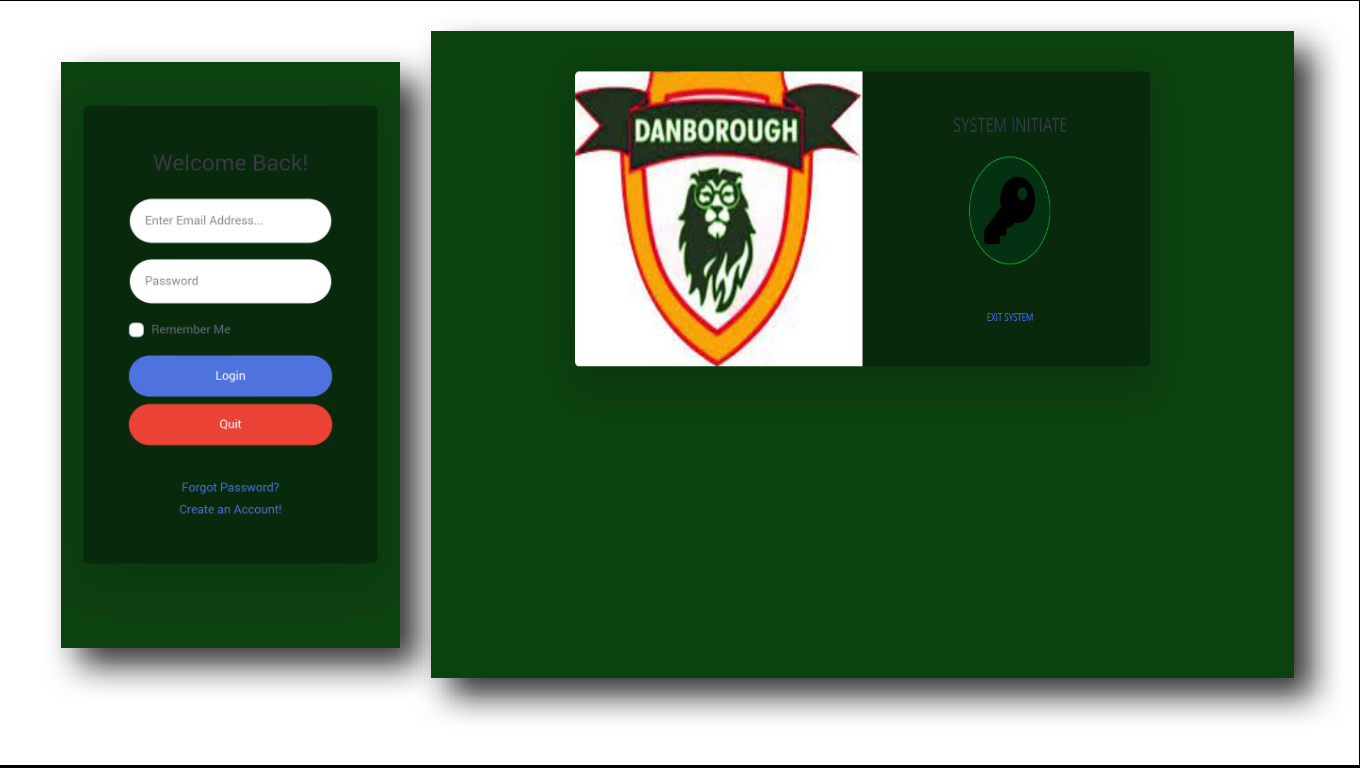 Welcome Back!
Enter Email Address...
Password
Remember Me
Login
Quit
Forgot Password?
Create an Account!
DANBOROUGH
SYSTEM INITIATE
EXIT SYSTEM